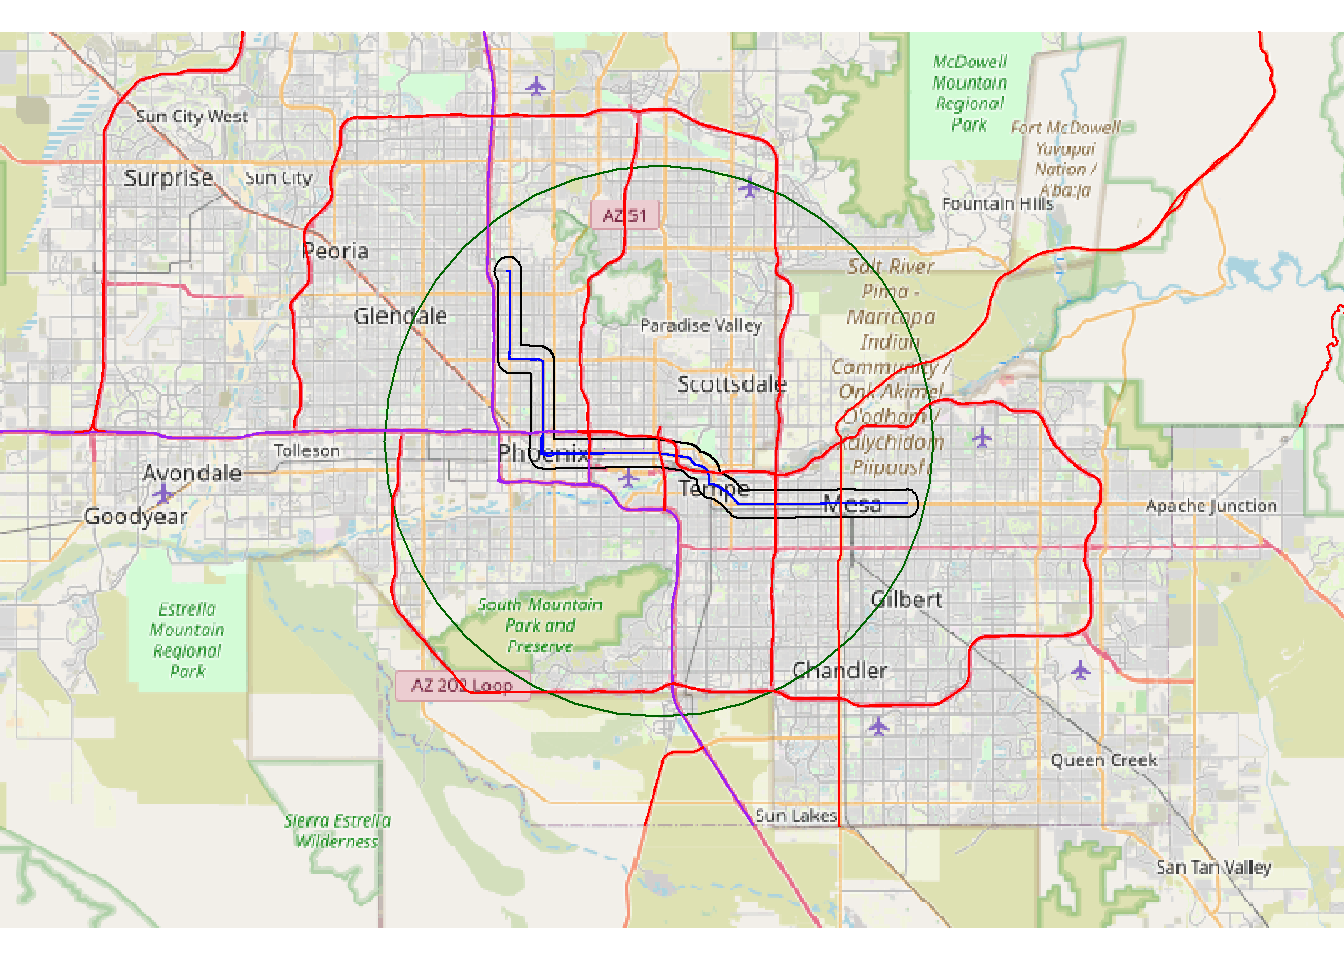 McDowell
Mountain
Regional
Park
Sun City West
Fort McDowell
Yavapai
Nation /
A'ba:ja
Surprise
Sun City
Fountain Hills
AZ 51
Peoria
Salt River
Pima -
Maricopa
Indian
Community /
Onk Akimel
O'odham /
Glendale
Paradise Valley
Scottsdale
Piipaash
Tolleson
Phoenix
Avondale
Tempe
Mesa
Goodyear
Apache Junction
Estrella
Mountain
Regional
Park
South Mountain
Park and
Preserve
Gilbert
Chandler
AZ 202 Loop
Queen Creek
Sierra Estrella
Wilderness
Sun Lakes
San Tan Valley